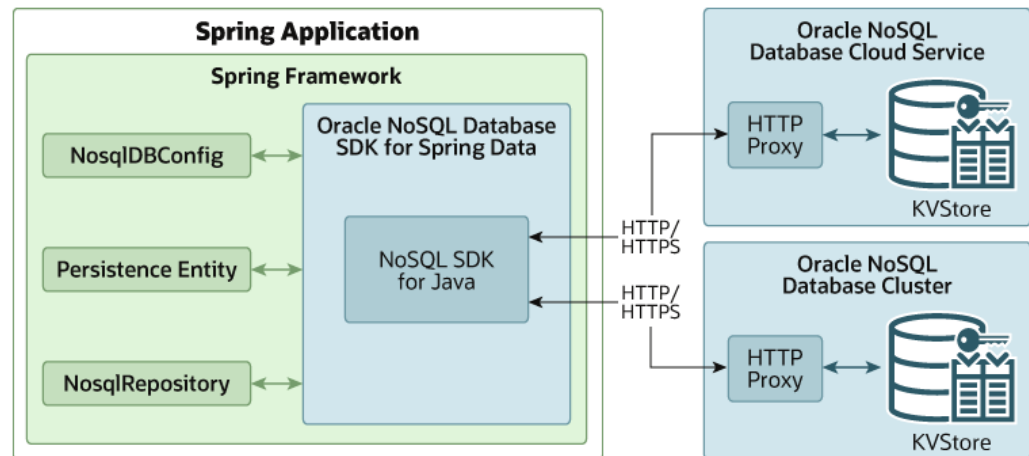 Spring Application
Spring Framework
NosqlDBConfig
Persistence Entity
NosqlRepository
Oracle NoSQL Database
SDK for Spring Data
NoSQL SDK
for Java
HTTP/
HTTPS
HTTP/
HTTPS
Oracle NoSQL
Database Cloud Service
HTTP
Proxy
KVStore
Oracle NoSQL
Database Cluster
HTTP
Proxy
KVStore